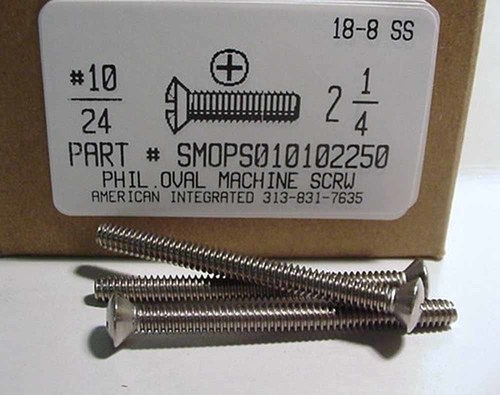 18-8 SS
#10
24
2 1/4
PART # SMOPS010102250
PHIL.OVAL MACHINE SCRW
AMERICAN INTEGRATED 313-831-7635